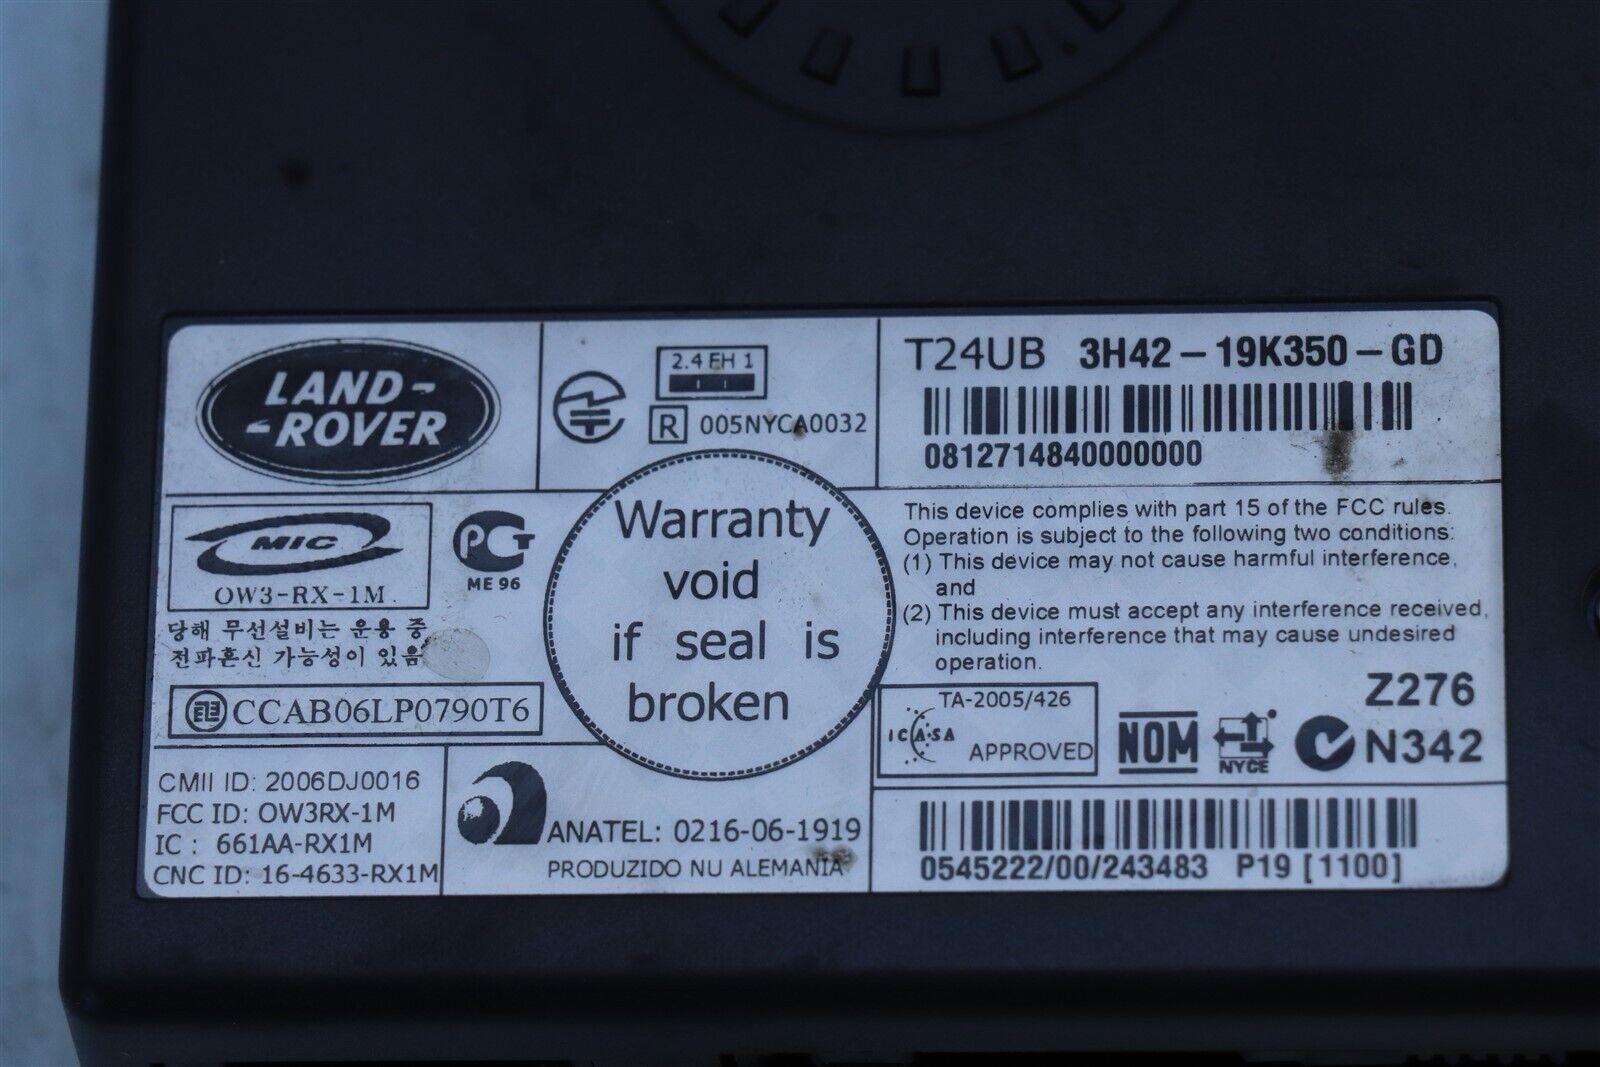 LAND-
-ROVER
2.4 FH 1
R 005NYCA0032
T24UB 3H42-19K350-GD
0812714840000000
MIC
OW3-RX-1M
당해 무선설비는 운용 중
전파혼신 가능성이 있음
PCT
ME 96
CCAB06LP0790T6
Warranty
void
if seal is
broken
This device complies with part 15 of the FCC rules.
Operation is subject to the following two conditions:
(1) This device may not cause harmful interference,
and
(2) This device must accept any interference received,
including interference that may cause undesired
operation.
TA-2005/426
ICASA
APPROVED
NOM
NYCE
Z276
N342
CMII ID: 2006DJ0016
FCC ID: OW3RX-1M
IC : 661AA-RX1M
CNC ID: 16-4633-RX1M
ANATEL: 0216-06-1919
PRODUZIDO NU ALEMANIA
0545222/00/243483 P19 [1100]